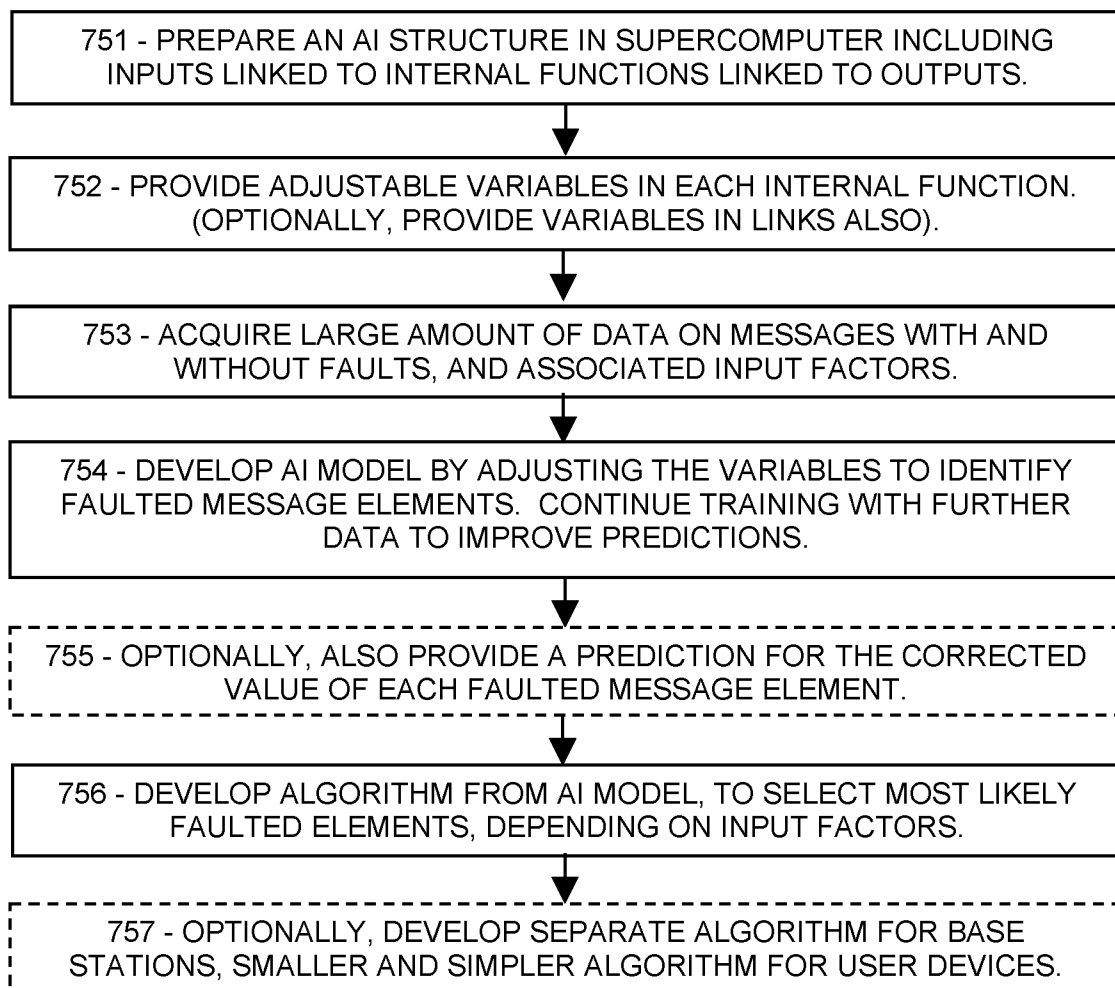 751 - PREPARE AN AI STRUCTURE IN SUPERCOMPUTER INCLUDING
INPUTS LINKED TO INTERNAL FUNCTIONS LINKED TO OUTPUTS.
752 - PROVIDE ADJUSTABLE VARIABLES IN EACH INTERNAL FUNCTION.
(OPTIONALLY, PROVIDE VARIABLES IN LINKS ALSO).
753 - ACQUIRE LARGE AMOUNT OF DATA ON MESSAGES WITH AND
WITHOUT FAULTS, AND ASSOCIATED INPUT FACTORS.
754 - DEVELOP AI MODEL BY ADJUSTING THE VARIABLES TO IDENTIFY
FAULTED MESSAGE ELEMENTS.  CONTINUE TRAINING WITH FURTHER
DATA TO IMPROVE PREDICTIONS.
755 - OPTIONALLY, ALSO PROVIDE A PREDICTION FOR THE CORRECTED
VALUE OF EACH FAULTED MESSAGE ELEMENT.
756 - DEVELOP ALGORITHM FROM AI MODEL, TO SELECT MOST LIKELY
FAULTED ELEMENTS, DEPENDING ON INPUT FACTORS.
757 - OPTIONALLY, DEVELOP SEPARATE ALGORITHM FOR BASE
STATIONS, SMALLER AND SIMPLER ALGORITHM FOR USER DEVICES.